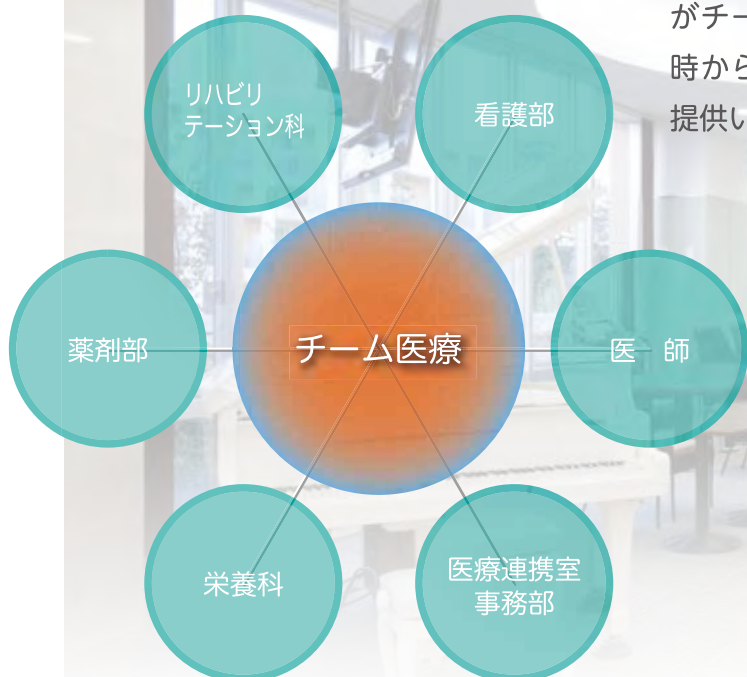 がチー
時から
提供い
リハビリ
テーション科
看護部
薬剤部
チーム医療
医　師
栄養科
医療連携室
事務部